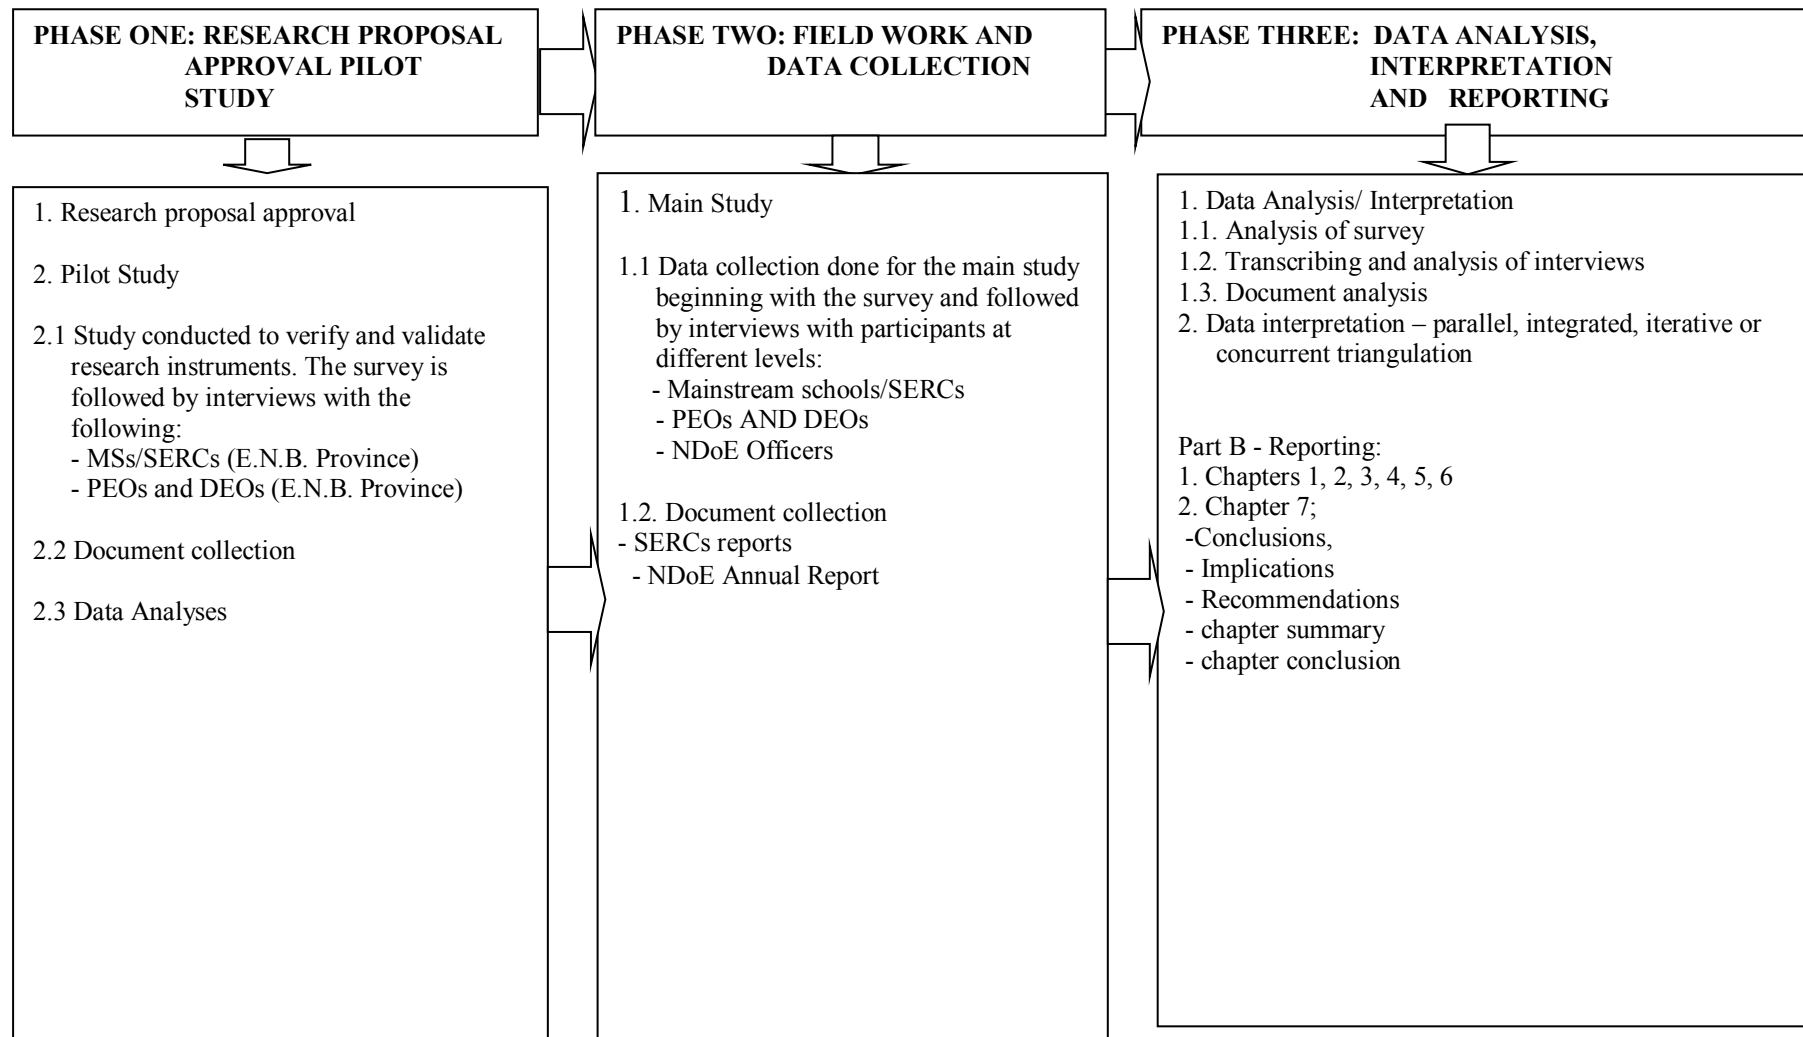 PHASE ONE: RESEARCH PROPOSAL
APPROVAL PILOT
STUDY
PHASE TWO: FIELD WORK AND
DATA COLLECTION
PHASE THREE: DATA ANALYSIS,
INTERPRETATION
AND REPORTING
1. Research proposal approval
2. Pilot Study
2.1 Study conducted to verify and validate
research instruments. The survey is
followed by interviews with the
following:
- MSs/SERCs (E.N.B. Province)
- PEOs and DEOs (E.N.B. Province)
2.2 Document collection
2.3 Data Analyses
1. Main Study
1.1 Data collection done for the main study
beginning with the survey and followed
by interviews with participants at
different levels:
- Mainstream schools/SERCs
- PEOs AND DEOs
- NDoE Officers
1.2. Document collection
- SERCs reports
- NDoE Annual Report
1. Data Analysis/ Interpretation
1.1. Analysis of survey
1.2. Transcribing and analysis of interviews
1.3. Document analysis
2. Data interpretation – parallel, integrated, iterative or
concurrent triangulation
Part B - Reporting:
1. Chapters 1, 2, 3, 4, 5, 6
2. Chapter 7;
-Conclusions,
- Implications
- Recommendations
- chapter summary
- chapter conclusion